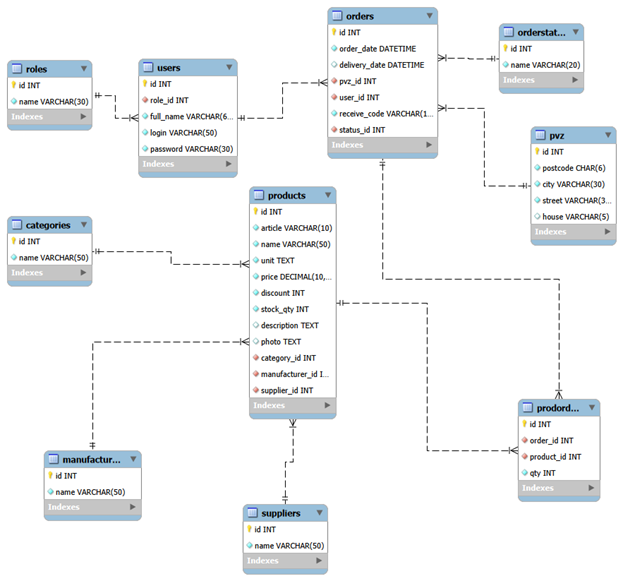 orders
id INT
order_date DATETIME
delivery_date DATETIME
pvz_id INT
user_id INT
receive_code VARCHAR(1...
status_id INT
Indexes
orderstat...
id INT
name VARCHAR(20)
Indexes
roles
id INT
name VARCHAR(30)
Indexes
users
id INT
role_id INT
full_name VARCHAR(6...
login VARCHAR(50)
password VARCHAR(30)
Indexes
pvz
id INT
postcode CHAR(6)
city VARCHAR(30)
street VARCHAR(3...
house VARCHAR(5)
Indexes
products
id INT
article VARCHAR(10)
name VARCHAR(50)
unit TEXT
price DECIMAL(10,...
discount INT
stock_qty INT
description TEXT
photo TEXT
category_id INT
manufacturer_id I...
supplier_id INT
Indexes
categories
id INT
name VARCHAR(50)
Indexes
manufactur...
id INT
name VARCHAR(50)
Indexes
suppliers
id INT
name VARCHAR(50)
Indexes
prodord...
id INT
order_id INT
product_id INT
qty INT
Indexes